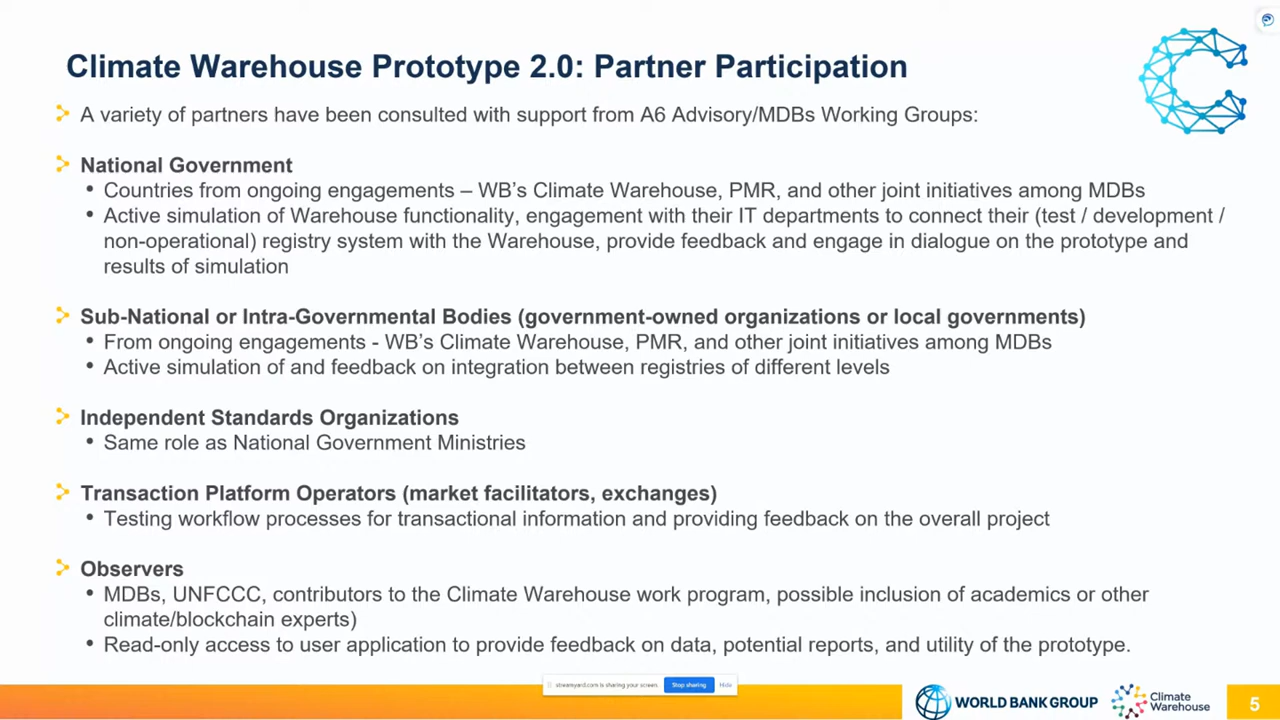 Climate Warehouse Prototype 2.0: Partner Participation
A variety of partners have been consulted with support from A6 Advisory/MDBs Working Groups:
National Government
• Countries from ongoing engagements – WB's Climate Warehouse, PMR, and other joint initiatives among MDBs
• Active simulation of Warehouse functionality, engagement with their IT departments to connect their (test / development /
non-operational) registry system with the Warehouse, provide feedback and engage in dialogue on the prototype and
results of simulation
Sub-National or Intra-Governmental Bodies (government-owned organizations or local governments)
• From ongoing engagements - WB's Climate Warehouse, PMR, and other joint initiatives among MDBs
• Active simulation of and feedback on integration between registries of different levels
Independent Standards Organizations
• Same role as National Government Ministries
Transaction Platform Operators (market facilitators, exchanges)
• Testing workflow processes for transactional information and providing feedback on the overall project
Observers
• MDBs, UNFCCC, contributors to the Climate Warehouse work program, possible inclusion of academics or other
climate/blockchain experts)
• Read-only access to user application to provide feedback on data, potential reports, and utility of the prototype.
streamyard.com is sharing your screen. Stop sharing Hide
WORLD BANK GROUP
Climate
Warehouse
5